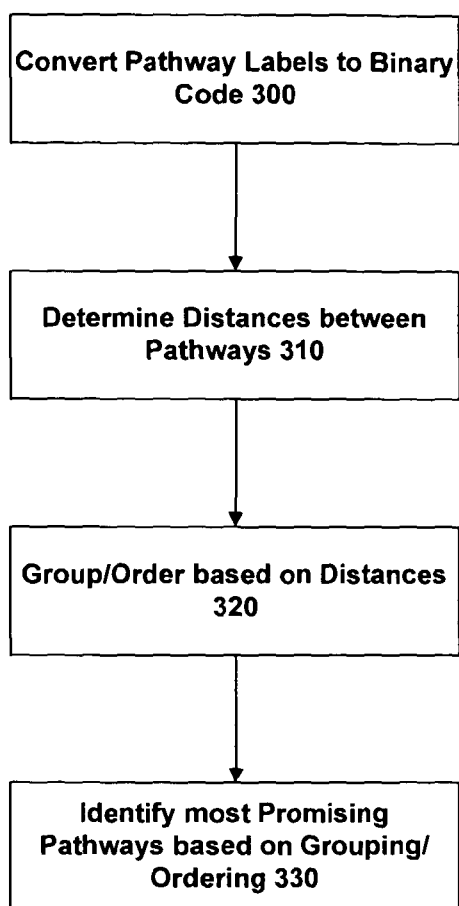 Convert Pathway Labels to Binary
Code 300
Determine Distances between
Pathways 310
Group/Order based on Distances
320
Identify most Promising
Pathways based on Grouping/
Ordering 330